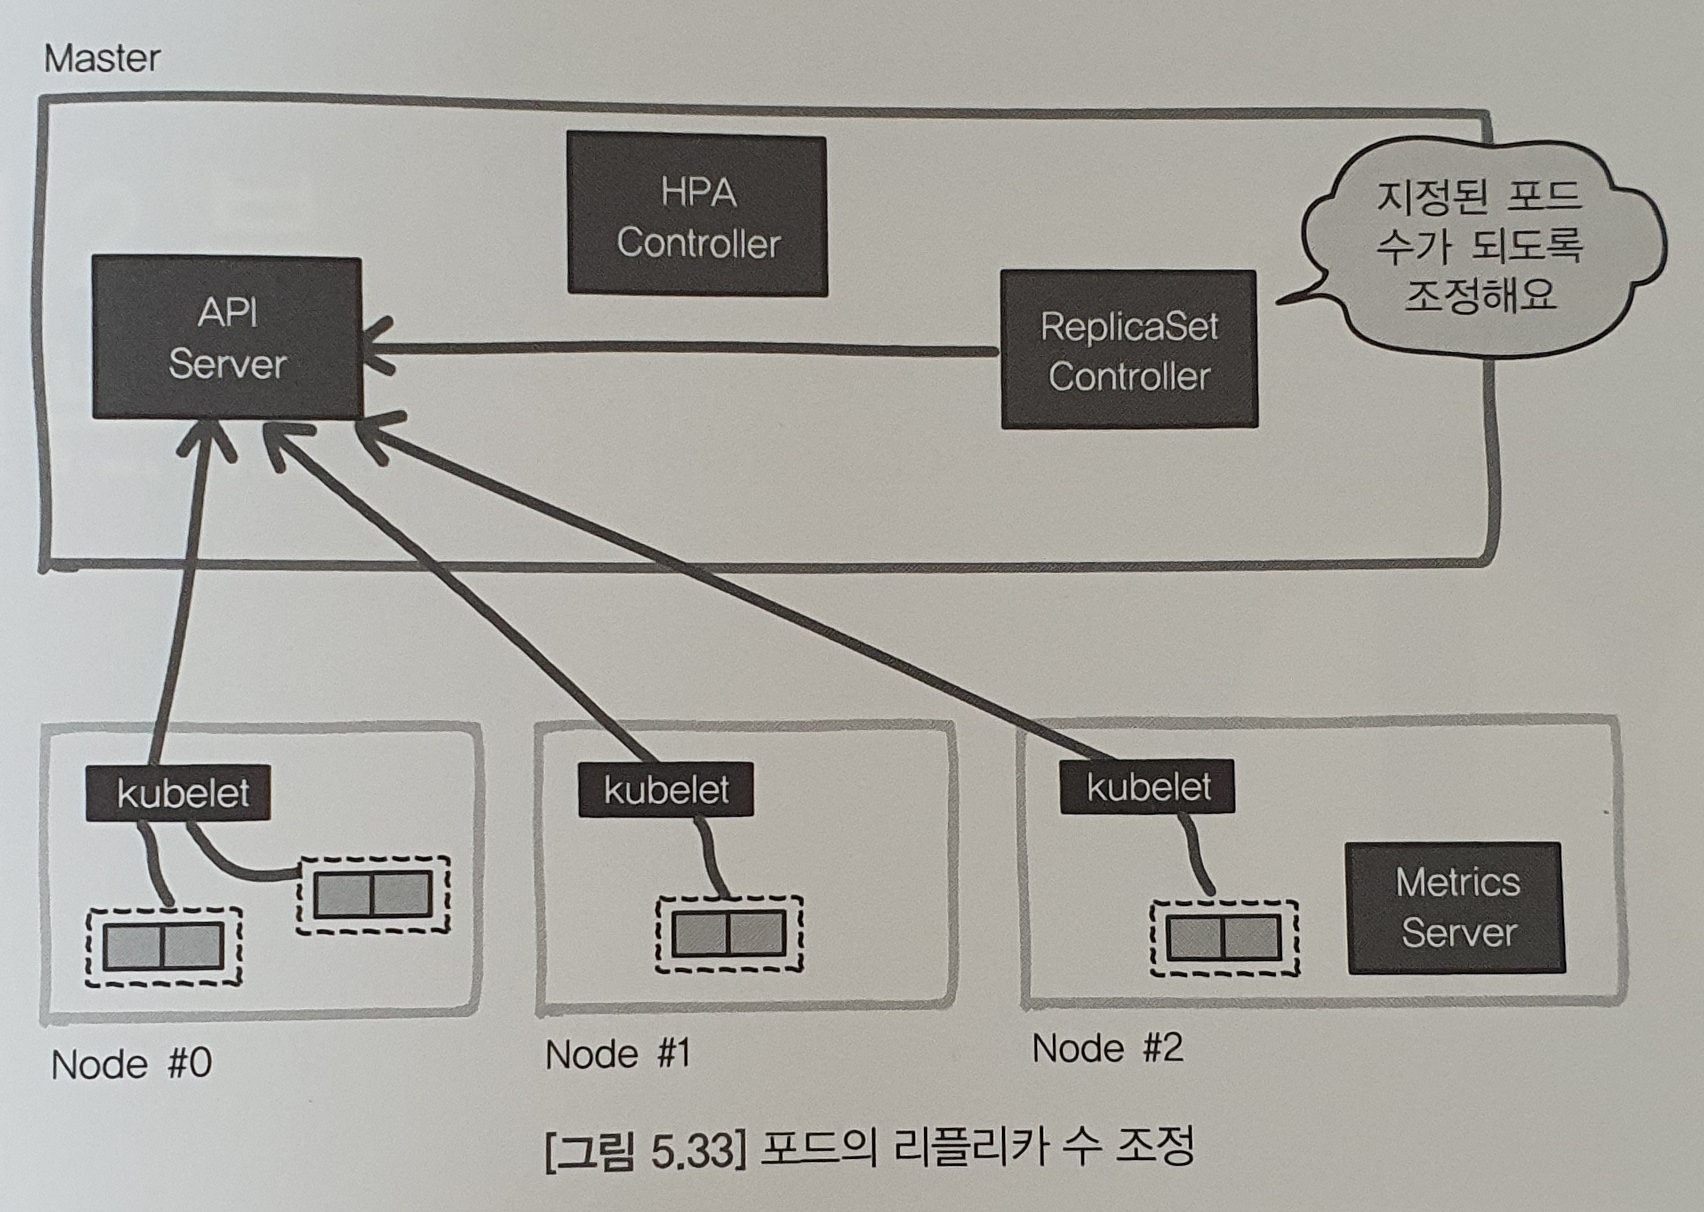 Master
HPA
Controller
지정된 포드
수가 되도록
조정해요
API
Server
ReplicaSet
Controller
kubelet
kubelet
kubelet
Metrics
Server
Node #0
Node #1
Node #2
[그림 5.33] 포드의 리플리카 수 조정